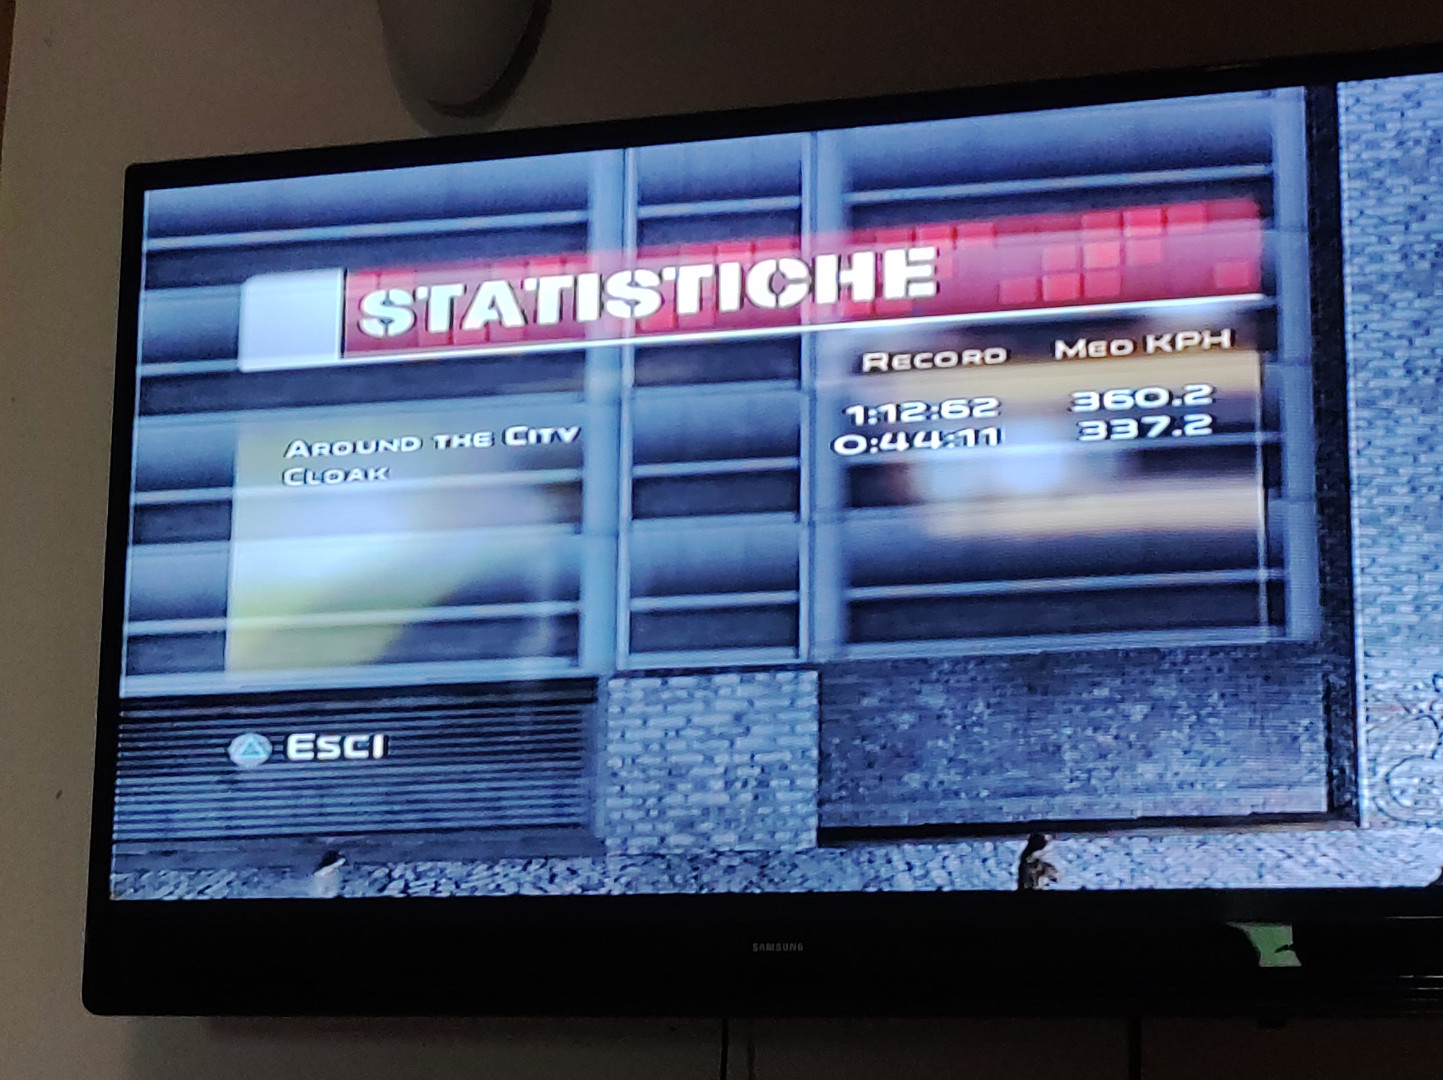 STATISTICHE
RECORD MED KPH
AROUND THE CITY 1:12:62 360.2
CLOAK 0:44:11 337.2
ESCI
SAMSUNG